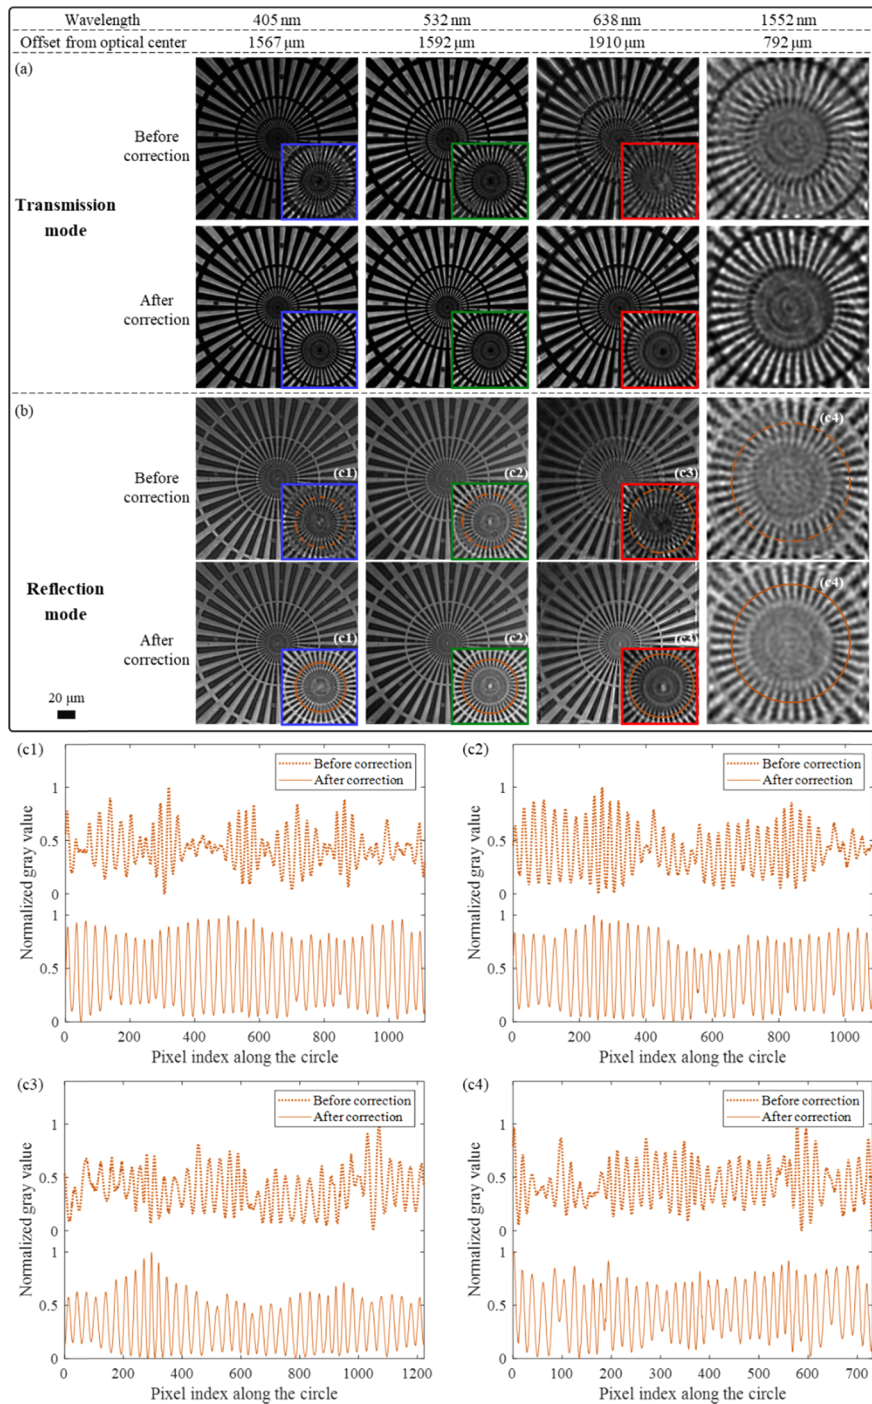 Wavelength 405 nm 532 nm 638 nm 1552 nm
Offset from optical center 1567 µm 1592 µm 1910 µm 792 µm
(a)
Before
correction
Transmission
mode
After
correction
(b)
(c4)
Before
correction
(c1) (c2) (c3)
Reflection
mode
(c4)
After
correction
(c1) (c2) (c3)
20 µm
(c1)
Before correction
After correction
Normalized gray value
1
0.5
0
1
0.5
0
0 200 400 600 800 1000
Pixel index along the circle
(c2)
Before correction
After correction
Normalized gray value
1
0.5
0
1
0.5
0
0 200 400 600 800 1000
Pixel index along the circle
(c3)
Before correction
After correction
Normalized gray value
1
0.5
0
1
0.5
0
0 200 400 600 800 1000 1200
Pixel index along the circle
(c4)
Before correction
After correction
Normalized gray value
1
0.5
0
1
0.5
0
0 100 200 300 400 500 600 700
Pixel index along the circle